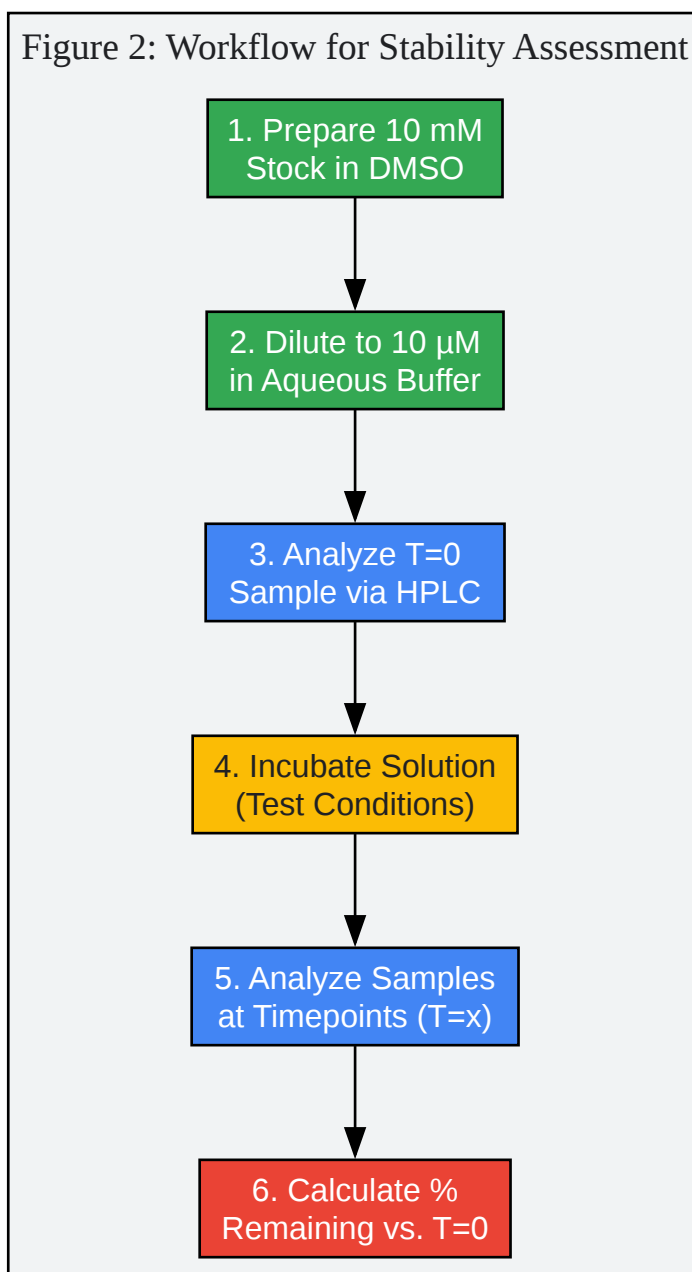 Figure 2: Workflow for Stability Assessment
1. Prepare 10 mM
Stock in DMSO
2. Dilute to 10 µM
in Aqueous Buffer
3. Analyze T=0
Sample via HPLC
4. Incubate Solution
(Test Conditions)
5. Analyze Samples
at Timepoints (T=x)
6. Calculate %
Remaining vs. T=0